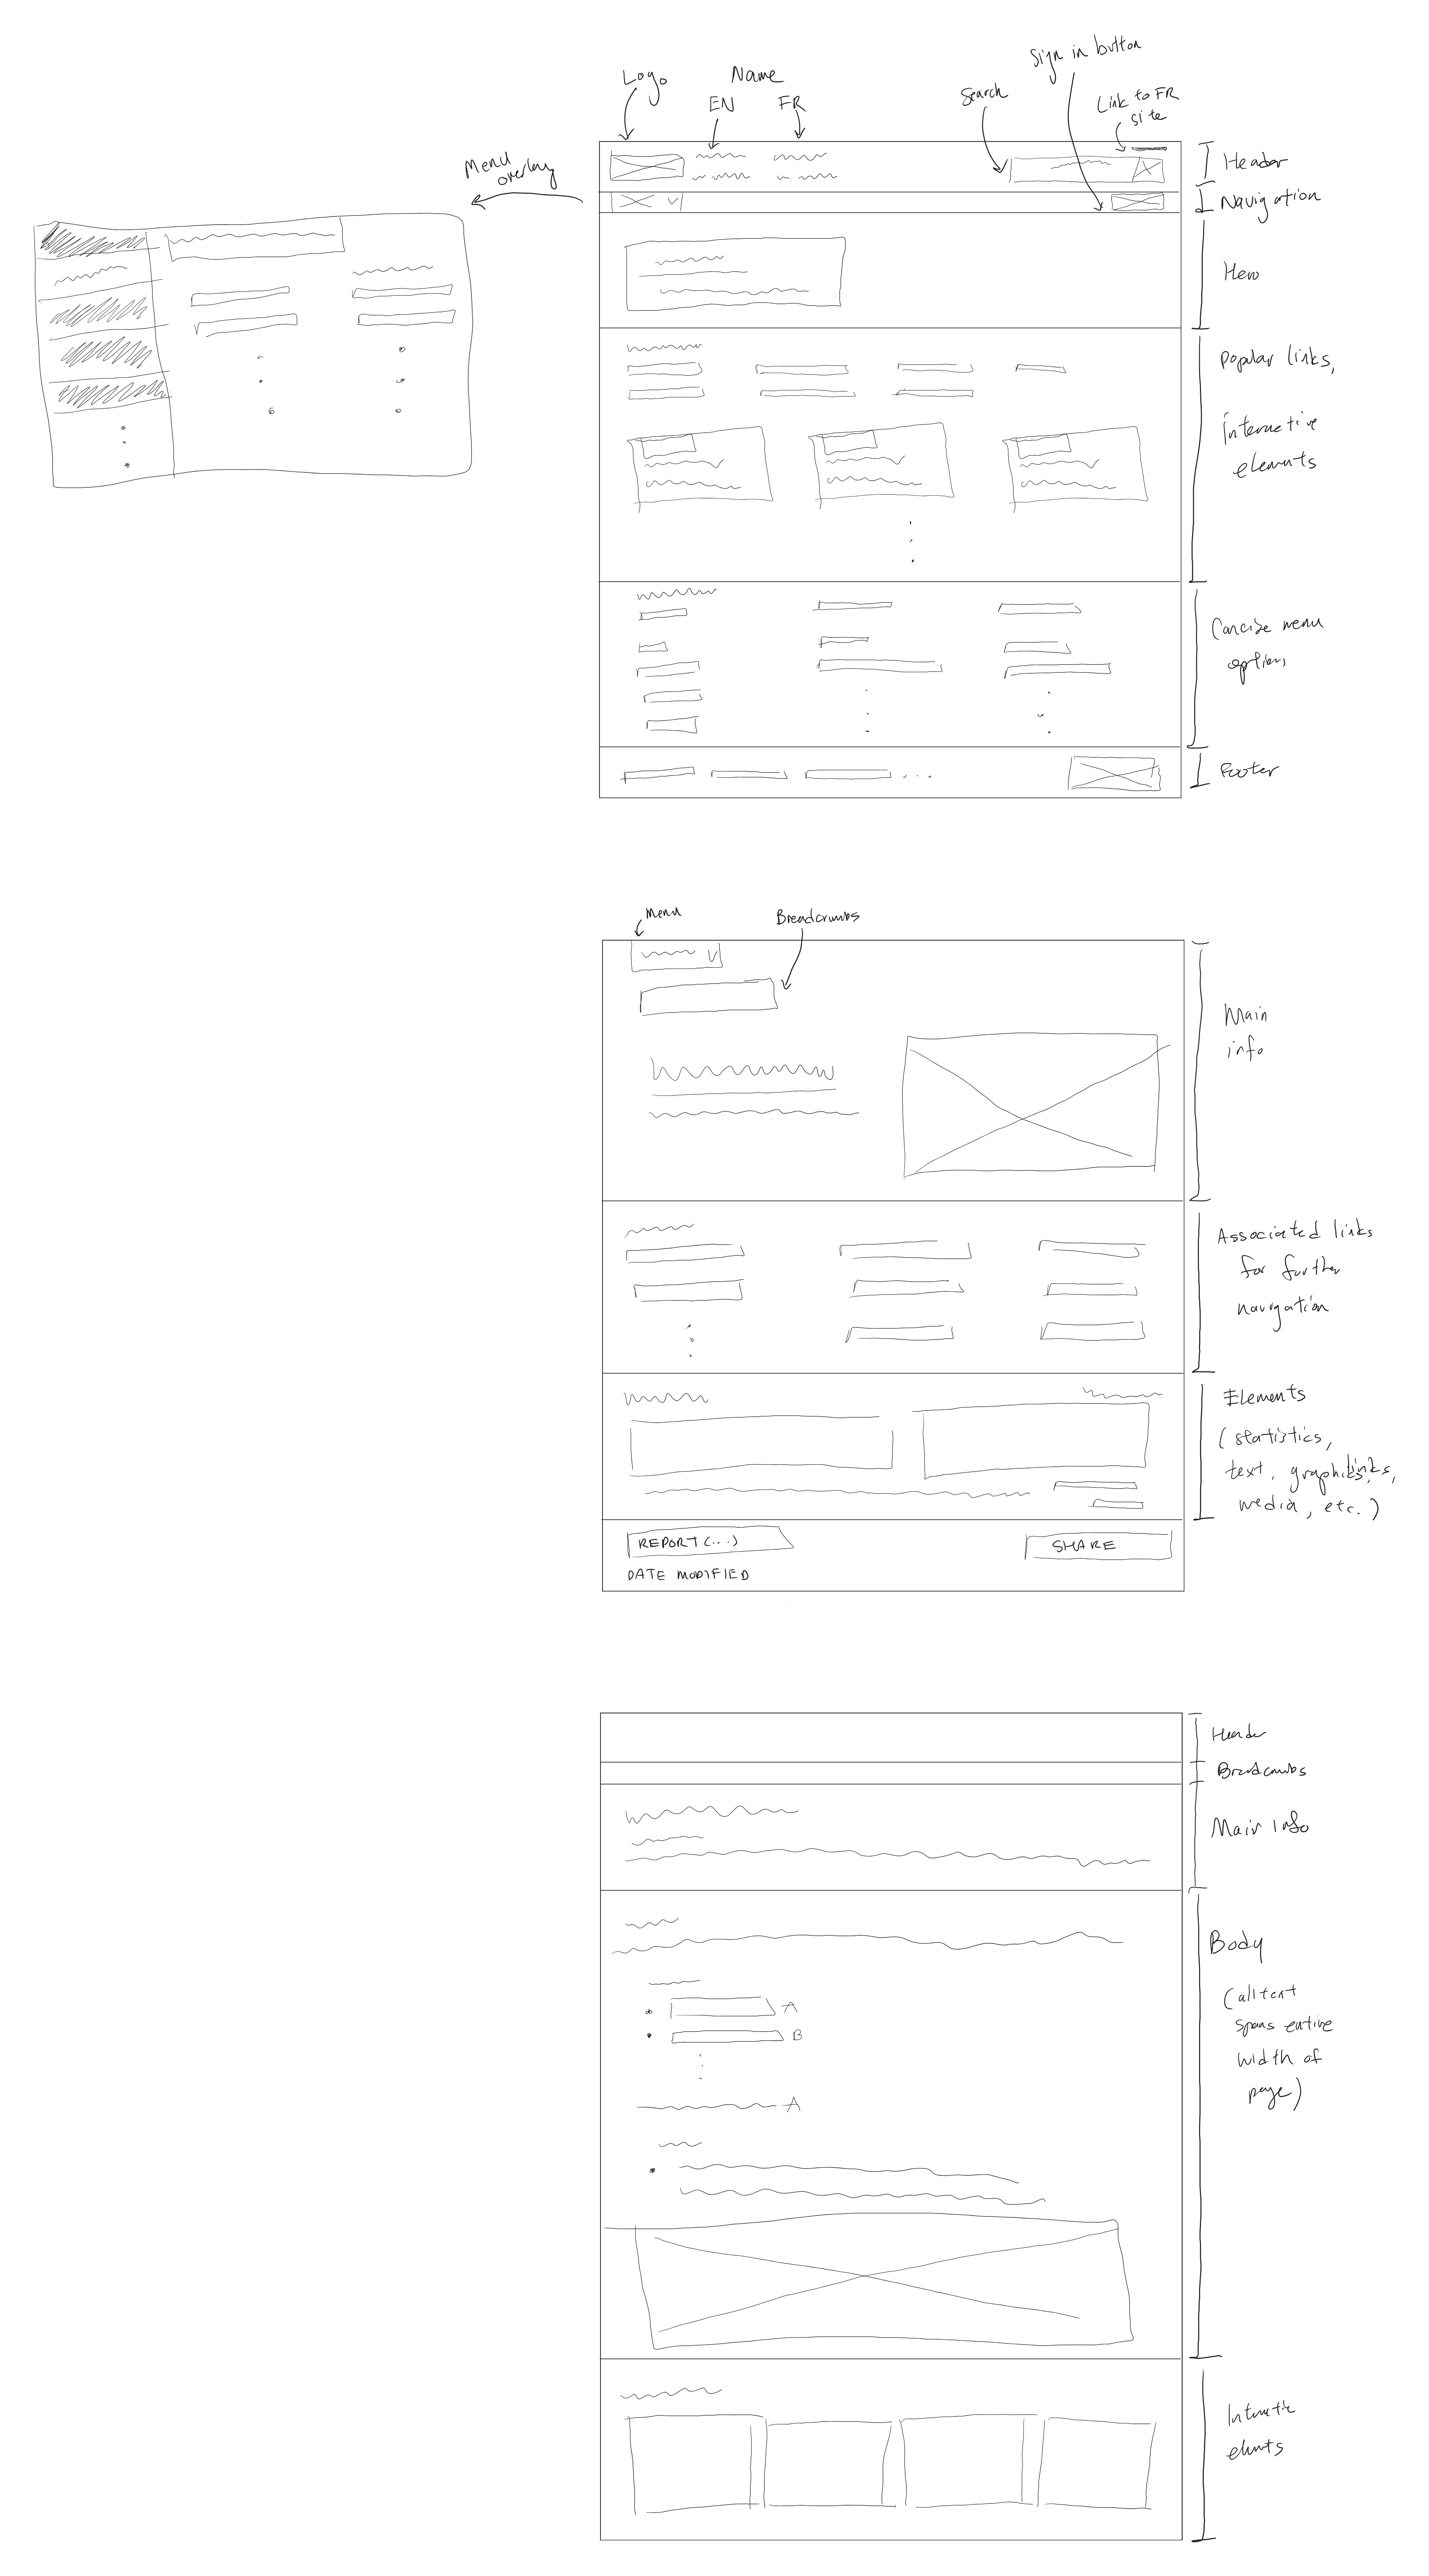 Sign in button
Logo
Name
EN
FR
Search
Link to FR
site
Menu
overlay
Header
Navigation
Hero
Popular links,
interactive
elements
Concise menu
options
Footer
Menu
Breadcrumbs
Main
info
Associated links
for further
navigation
Elements
(statistics,
text, graphics, links,
media, etc.)
REPORT (...)
SHARE
DATE MODIFIED
Header
Breadcrumbs
Main info
Body
(all text
spans entire
width of
page)
A
B
A
Interactive
elements